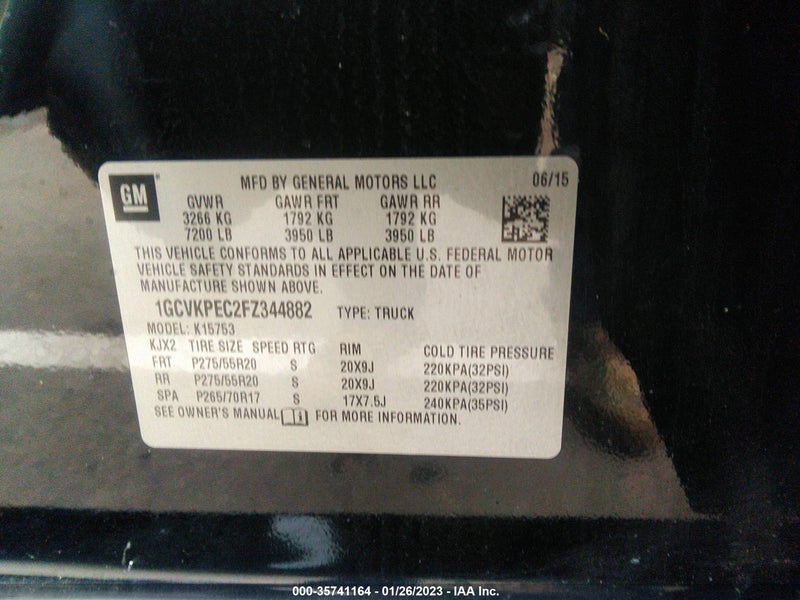 GM MFD BY GENERAL MOTORS LLC 06/15
GVWR GAWR FRT GAWR RR
3266 KG 1792 KG 1792 KG
7200 LB 3950 LB 3950 LB
THIS VEHICLE CONFORMS TO ALL APPLICABLE U.S. FEDERAL MOTOR
VEHICLE SAFETY STANDARDS IN EFFECT ON THE DATE OF
MANUFACTURE SHOWN ABOVE.
1GCVKPEC2FZ344882 TYPE: TRUCK
MODEL: K15753
KJX2 TIRE SIZE SPEED RTG RIM COLD TIRE PRESSURE
FRT P275/55R20 S 20X9J 220KPA(32PSI)
RR P275/55R20 S 20X9J 220KPA(32PSI)
SPA P265/70R17 S 17X7.5J 240KPA(35PSI)
SEE OWNER'S MANUAL FOR MORE INFORMATION.
000-35741164 - 01/26/2023 - IAA Inc.